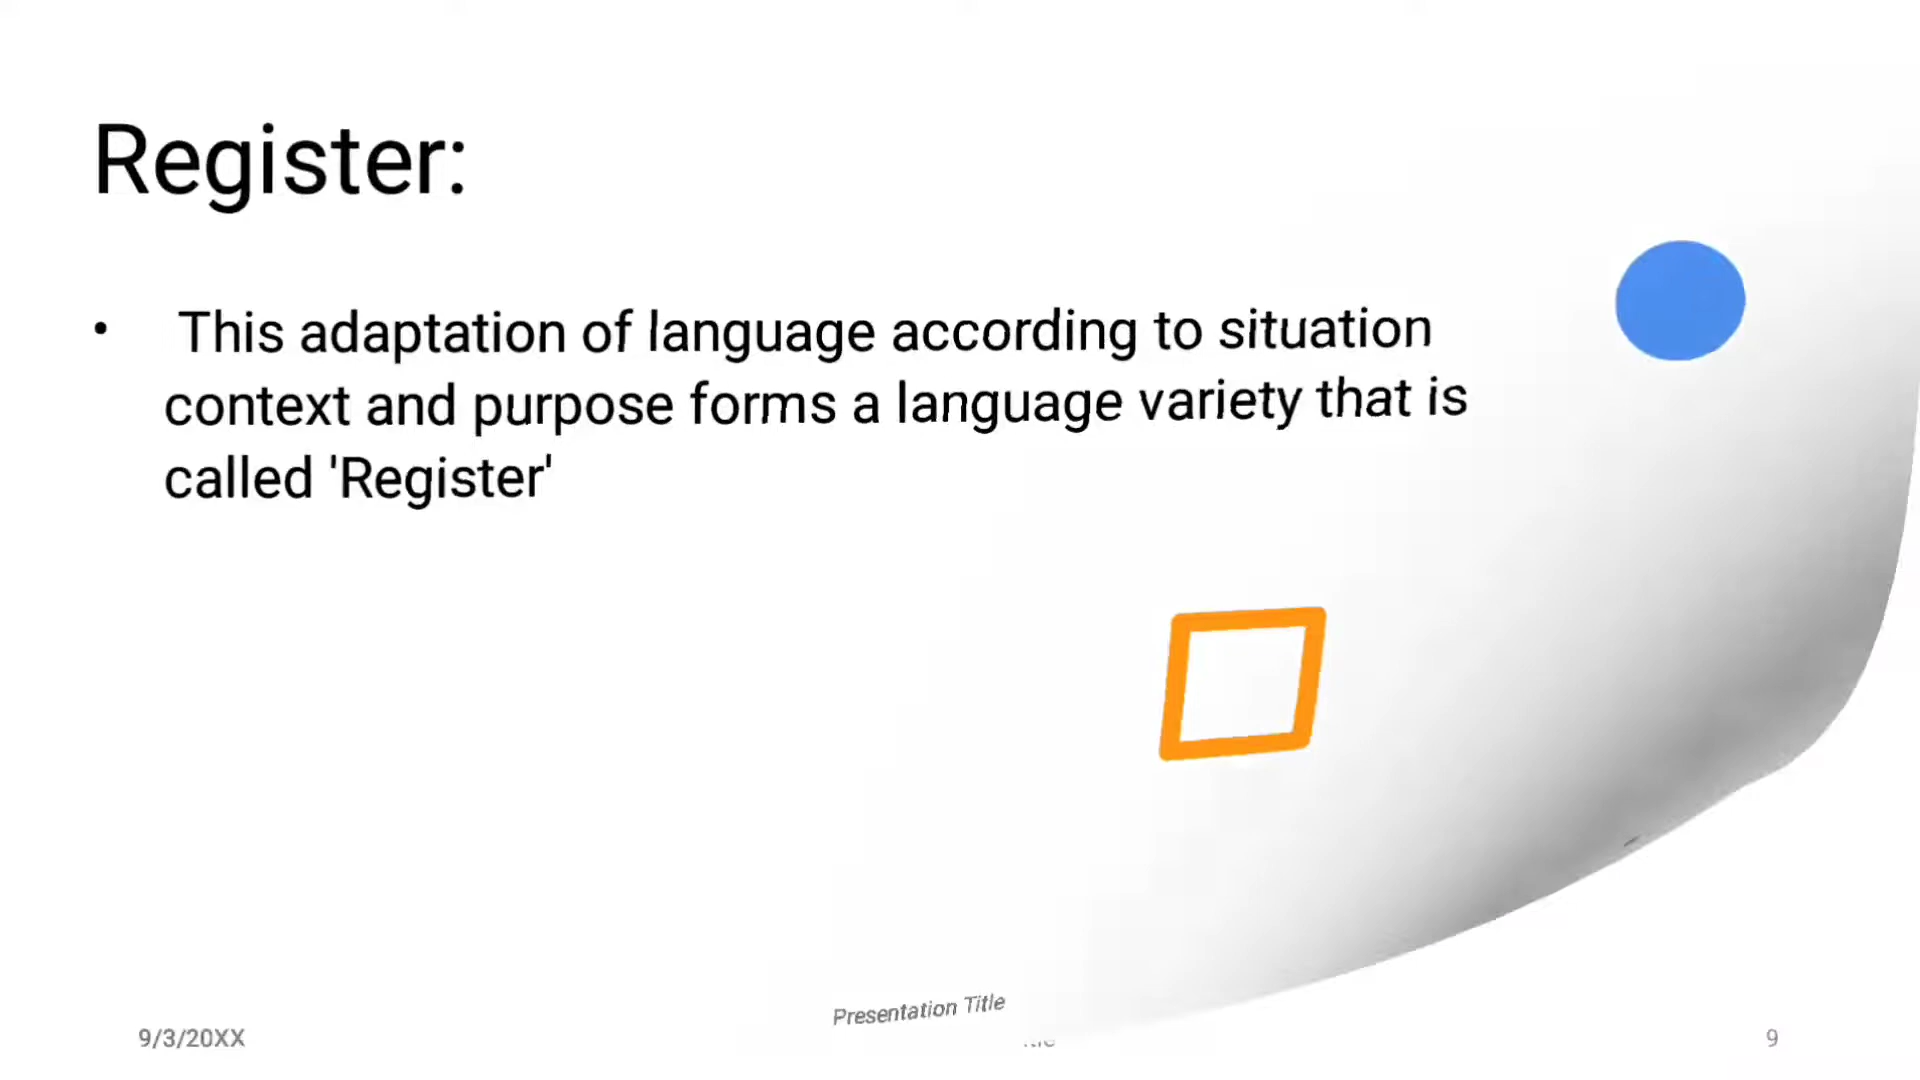 Register:
• This adaptation of language according to situation
context and purpose forms a language variety that is
called 'Register'
Presentation Title
9/3/20XX
9